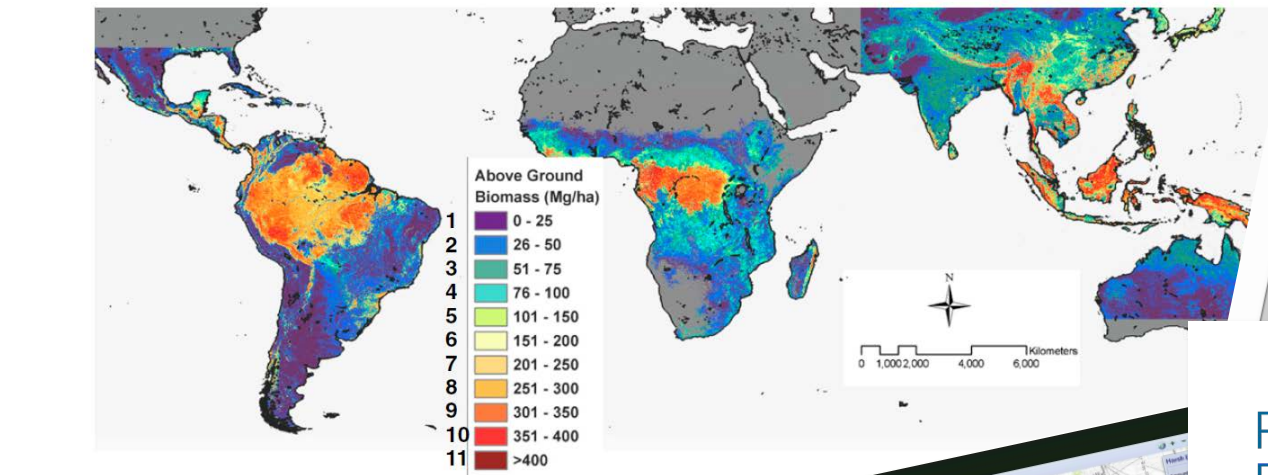 Above Ground
Biomass (Mg/ha)
1 0 - 25
2 26 - 50
3 51 - 75
4 76 - 100
5 101 - 150
6 151 - 200
7 201 - 250
8 251 - 300
9 301 - 350
10 351 - 400
11 >400
N
Kilometers
0 1,000 2,000 4,000 6,000